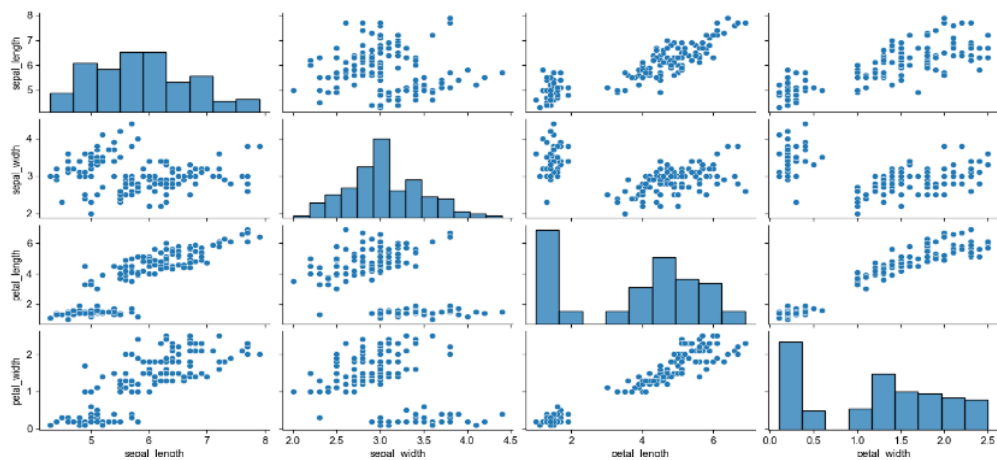 8
7
6
5
sepal_length
4
3
2
sepal_width
6
4
2
petal_length
2
1
0
petal_width
5 6 7 8 2.0 2.5 3.0 3.5 4.0 4.5 2 4 6 0.0 0.5 1.0 1.5 2.0 2.5
sepal_length sepal_width petal_length petal_width